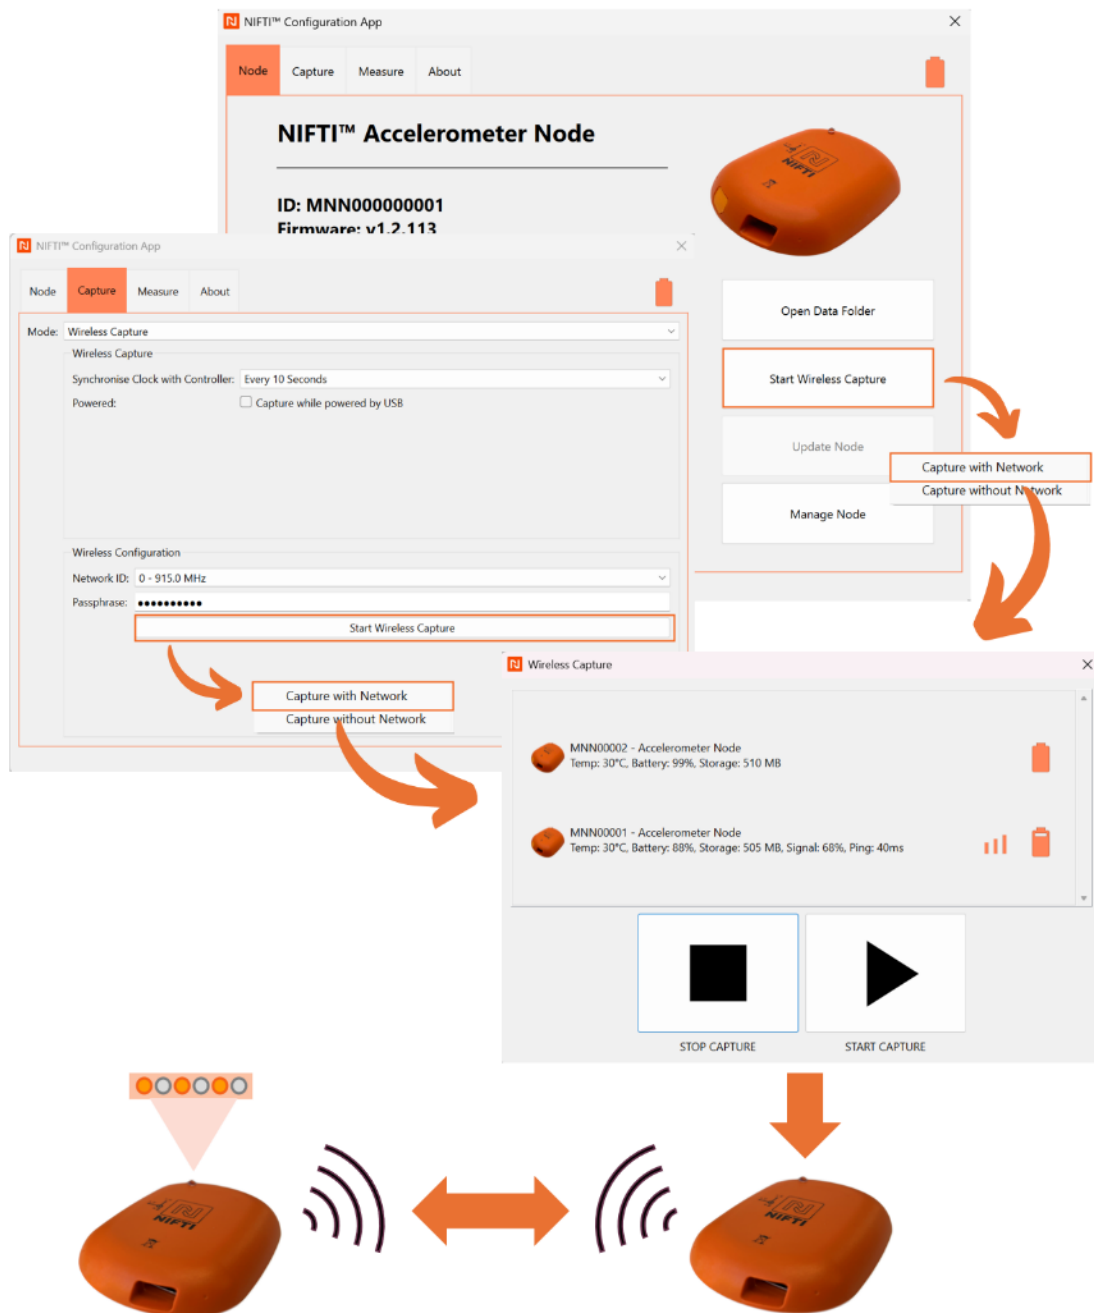 NIFTI™ Configuration App
Node
Capture
Measure
About
NIFTI™ Accelerometer Node
ID: MNN000000001
Firmware: v1.2.113
NIFTI
Open Data Folder
Start Wireless Capture
Update Node
Manage Node
Capture with Network
Capture without Network
NIFTI™ Configuration App
Node
Capture
Measure
About
Mode: Wireless Capture
Wireless Capture
Synchronise Clock with Controller: Every 10 Seconds
Powered: Capture while powered by USB
Wireless Configuration
Network ID: 0 - 915.0 MHz
Passphrase: ●●●●●●●●●●
Start Wireless Capture
Capture with Network
Capture without Network
Wireless Capture
MNN00002 - Accelerometer Node
Temp: 30°C, Battery: 99%, Storage: 510 MB
MNN00001 - Accelerometer Node
Temp: 30°C, Battery: 88%, Storage: 505 MB, Signal: 68%, Ping: 40ms
STOP CAPTURE
START CAPTURE
NIFTI
NIFTI